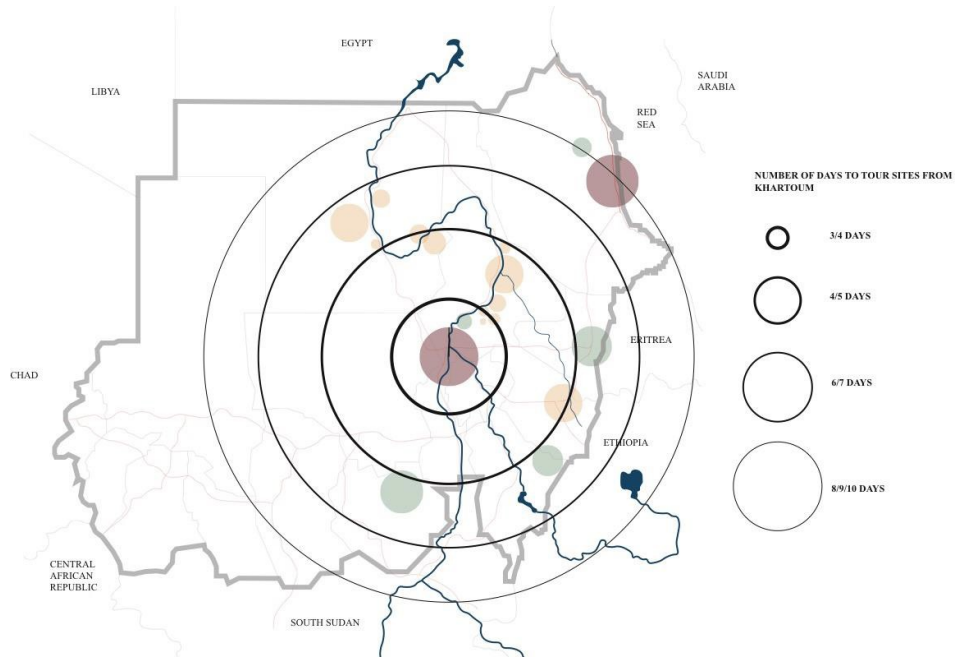 EGYPT
LIBYA
SAUDI
ARABIA
RED
SEA
NUMBER OF DAYS TO TOUR SITES FROM
KHARTOUM
3/4 DAYS
4/5 DAYS
ERITREA
CHAD
6/7 DAYS
ETHIOPIA
8/9/10 DAYS
CENTRAL
AFRICAN
REPUBLIC
SOUTH SUDAN